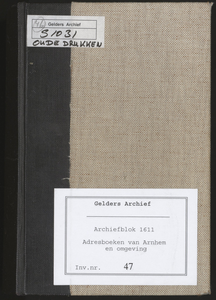 Gelders Archief
S1031
OUDE DRUKKEN
Gelders Archief
Archiefblok 1611
Adresboeken van Arnhem
en omgeving
Inv.nr. 47